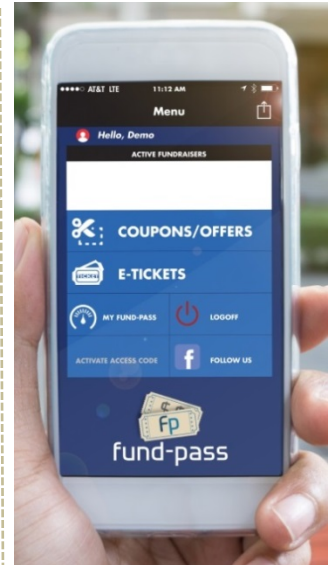 AT&T LTE 11:12 AM
Menu
Hello, Demo
ACTIVE FUNDRAISERS
COUPONS/OFFERS
E-TICKETS
MY FUND-PASS
LOGOFF
ACTIVATE ACCESS CODE
f
FOLLOW US
Fp
fund-pass